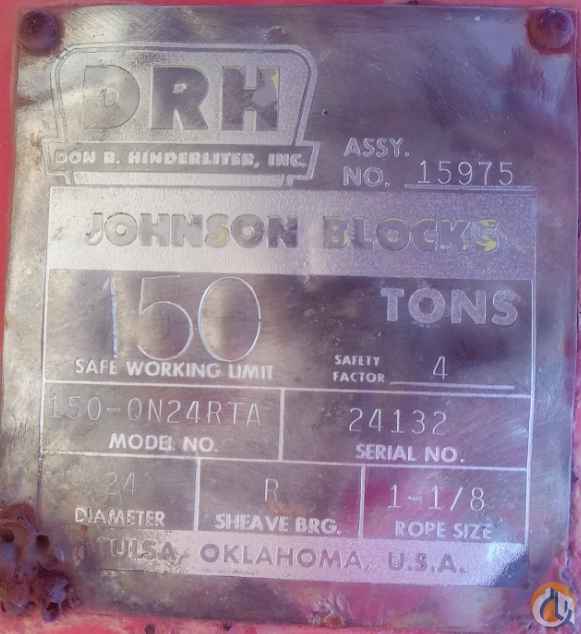 DRH
DON R. HINDERLITER, INC.
ASSY.
NO. 15975
JOHNSON BLOCKS
150 TONS
SAFE WORKING LIMIT
SAFETY
FACTOR 4
150-QN24RTA
MODEL NO.
24132
SERIAL NO.
24
DIAMETER
R
SHEAVE BRG.
1-1/8
ROPE SIZE
TULSA, OKLAHOMA, U.S.A.